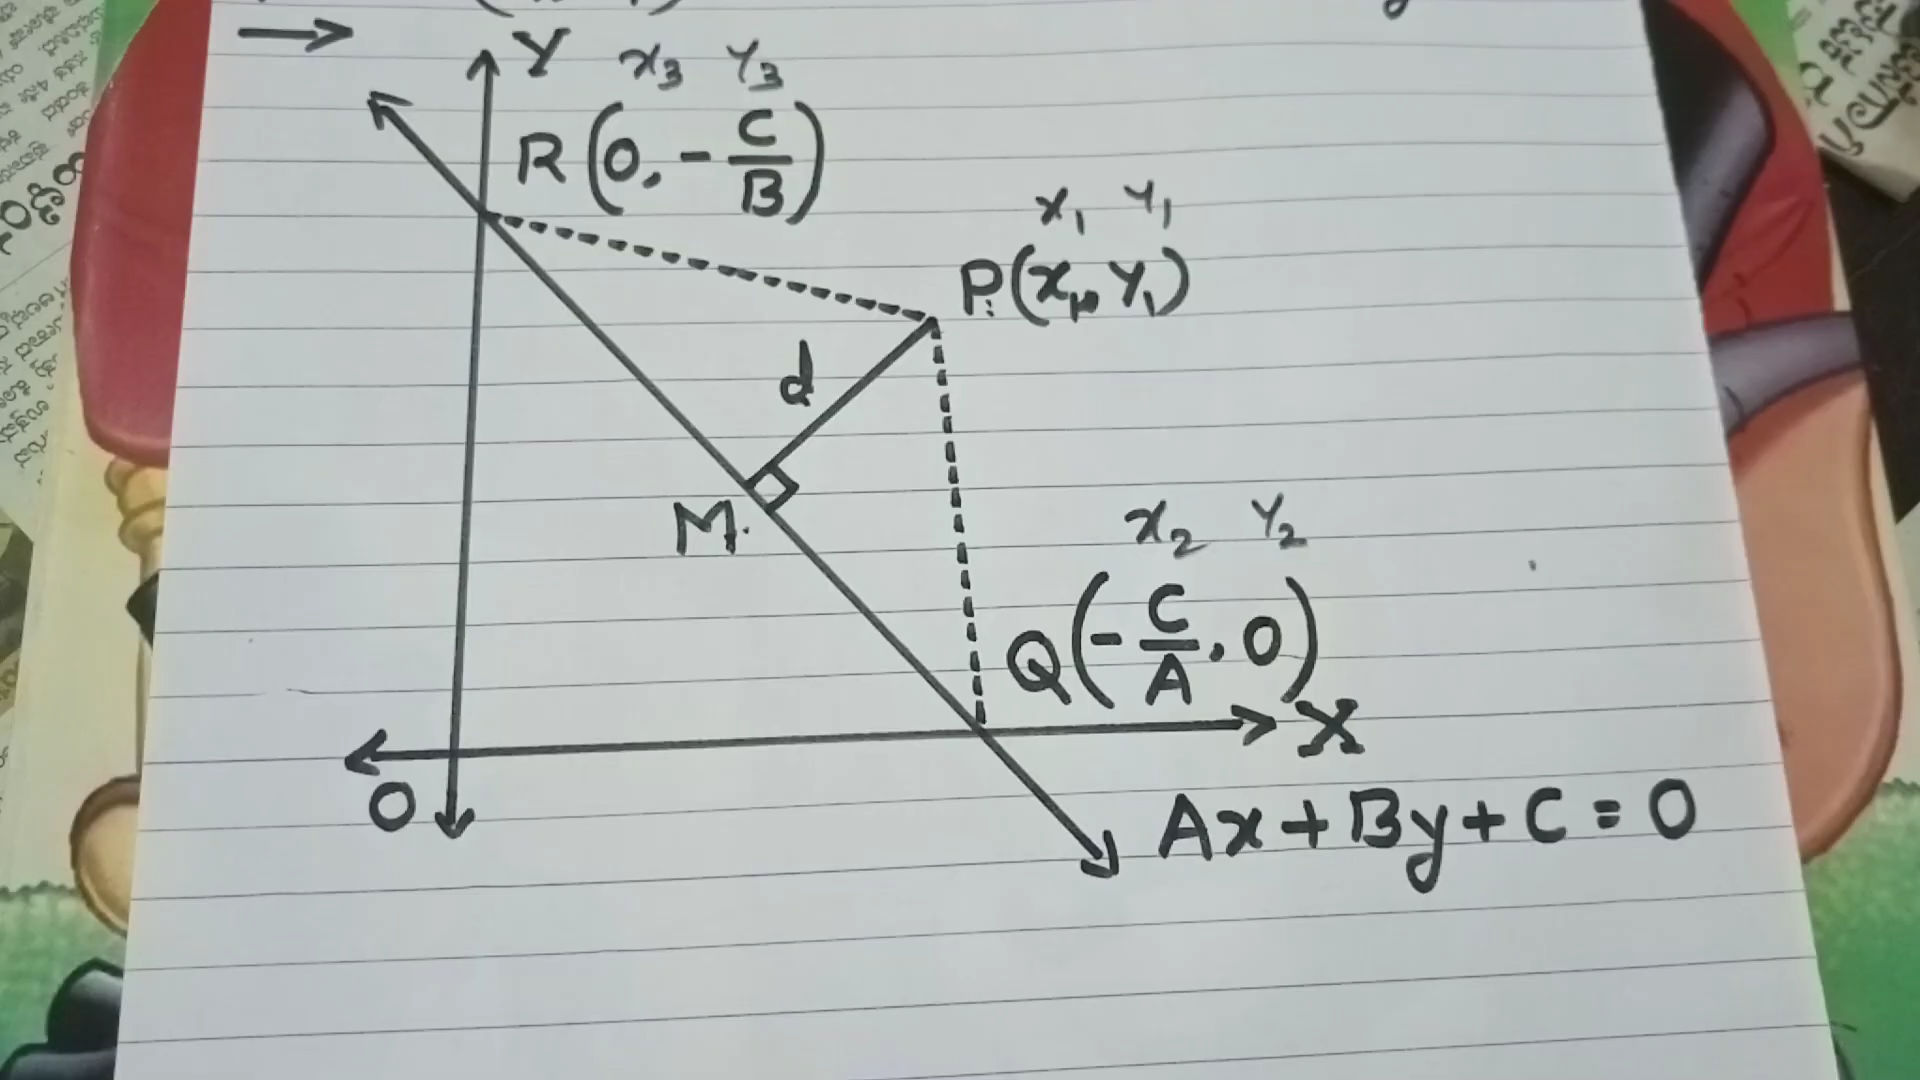 Y x₃ y₃
R(0, -C/B)
x₁ y₁
P(x₁, y₁)
d
M
x₂ y₂
Q(-C/A, 0)
X
O
Ax + By + C = 0